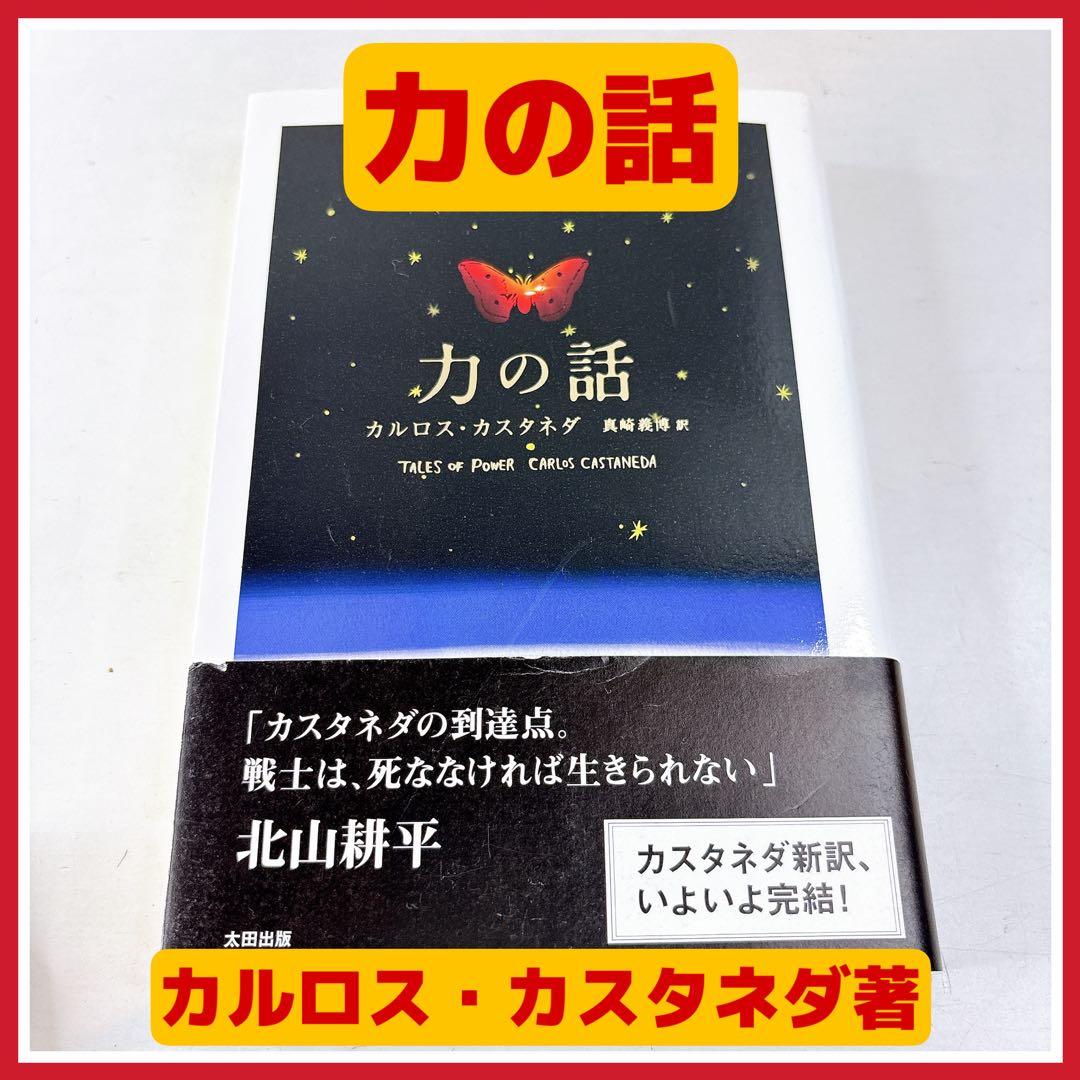 力の話
力の話
カルロス・カスタネダ 真崎義博 訳
TALES OF POWER CARLOS CASTANEDA
「カスタネダの到達点。
戦士は、死ななければ生きられない」
北山耕平
カスタネダ新訳、
いよいよ完結!
太田出版
カルロス・カスタネダ著